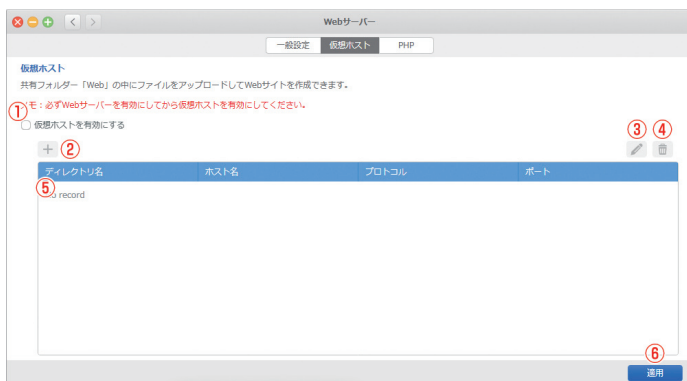 Webサーバー
一般設定 仮想ホスト PHP
仮想ホスト
共有フォルダー「Web」の中にファイルをアップロードしてWebサイトを作成できます。
モ：必ずWebサーバーを有効にしてから仮想ホストを有効にしてください。
①
仮想ホストを有効にする
② ③ ④
ディレクトリ名 ホスト名 プロトコル ポート
⑤
record
⑥
適用